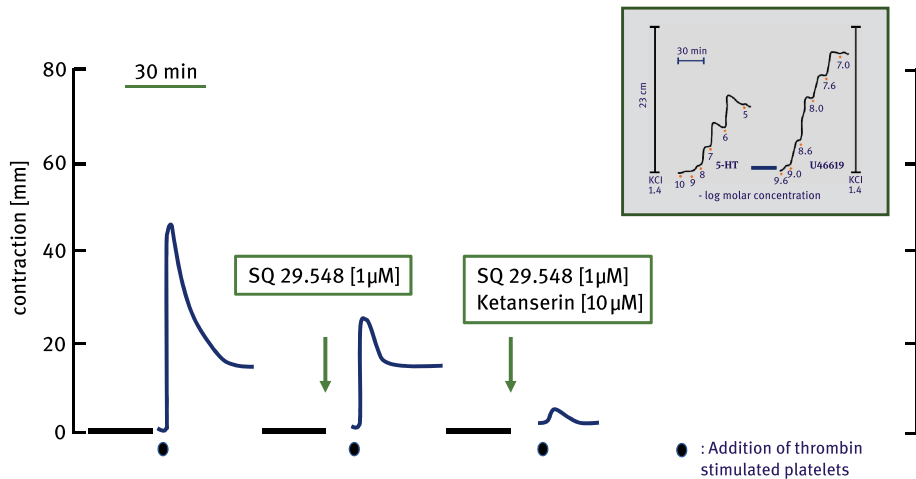 contraction [mm]
80
60
40
20
0
30 min
SQ 29.548 [1μM]
SQ 29.548 [1μM]
Ketanserin [10 μM]
: Addition of thrombin
stimulated platelets
23 cm
KCl
1.4
30 min
10
9
8
7
6
5
5-HT
9.6
9.0
8.6
8.0
7.6
7.0
U46619
KCl
1.4
- log molar concentration